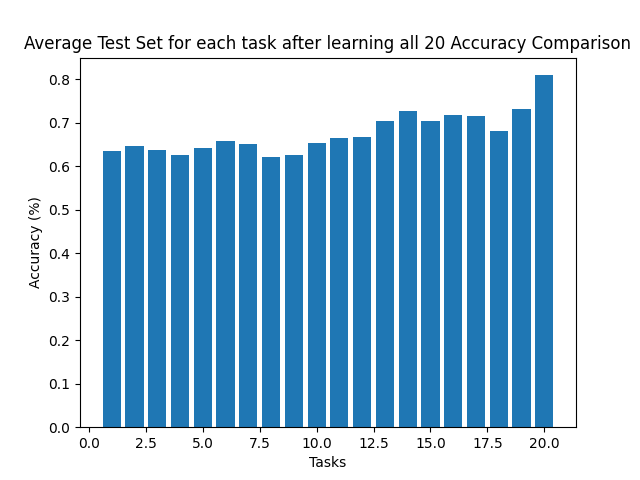 Average Test Set for each task after learning all 20 Accuracy Comparison
Accuracy (%)
0.8
0.7
0.6
0.5
0.4
0.3
0.2
0.1
0.0
0.0 2.5 5.0 7.5 10.0 12.5 15.0 17.5 20.0
Tasks